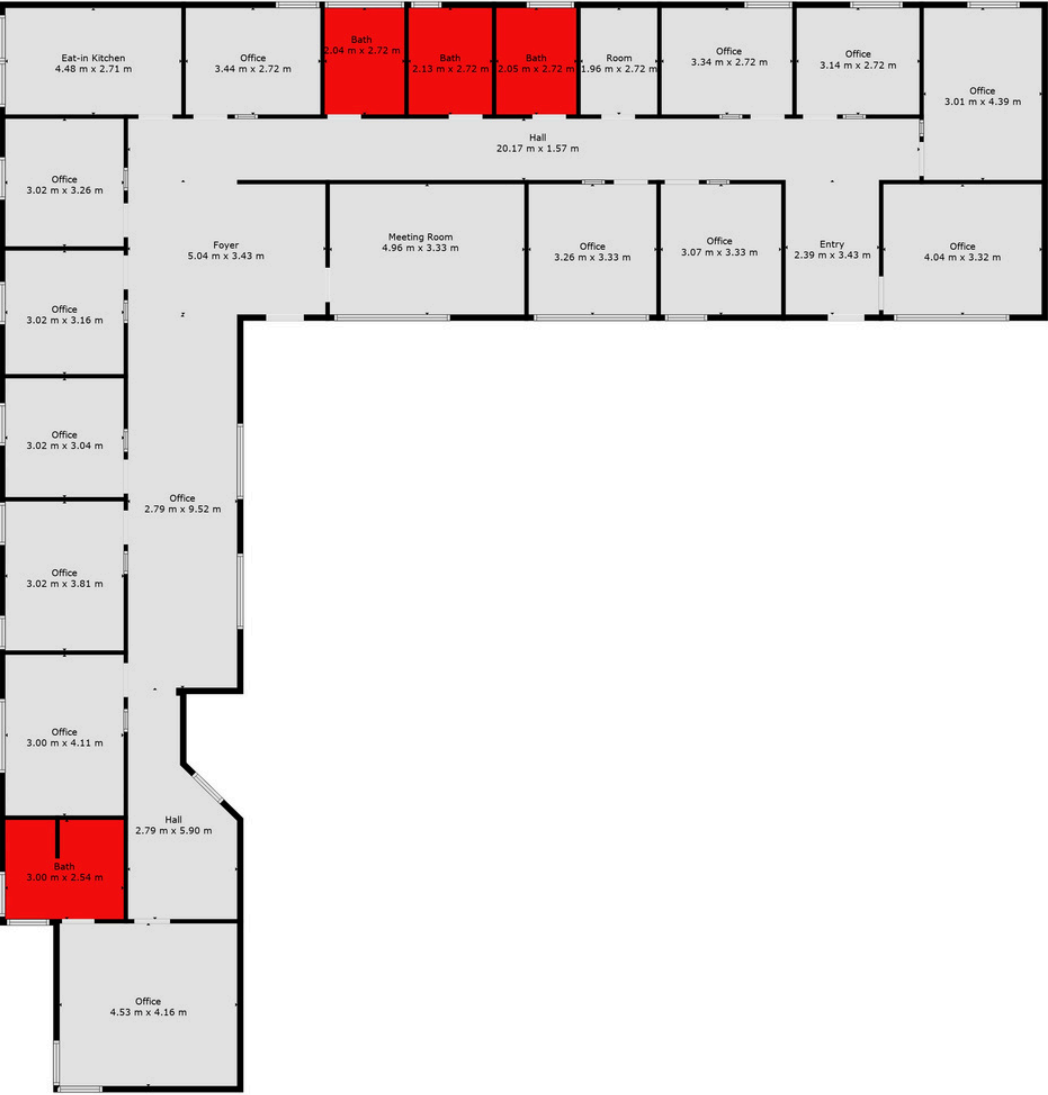 Eat-in Kitchen
4.48 m x 2.71 m
Office
3.44 m x 2.72 m
Bath
2.04 m x 2.72 m
Bath
2.13 m x 2.72 m
Bath
2.05 m x 2.72 m
Room
1.96 m x 2.72 m
Office
3.34 m x 2.72 m
Office
3.14 m x 2.72 m
Office
3.01 m x 4.39 m
Hall
20.17 m x 1.57 m
Office
3.02 m x 3.26 m
Foyer
5.04 m x 3.43 m
Meeting Room
4.96 m x 3.33 m
Office
3.26 m x 3.33 m
Office
3.07 m x 3.33 m
Entry
2.39 m x 3.43 m
Office
4.04 m x 3.32 m
Office
3.02 m x 3.16 m
Office
3.02 m x 3.04 m
Office
2.79 m x 9.52 m
Office
3.02 m x 3.81 m
Office
3.00 m x 4.11 m
Hall
2.79 m x 5.90 m
Bath
3.00 m x 2.54 m
Office
4.53 m x 4.16 m